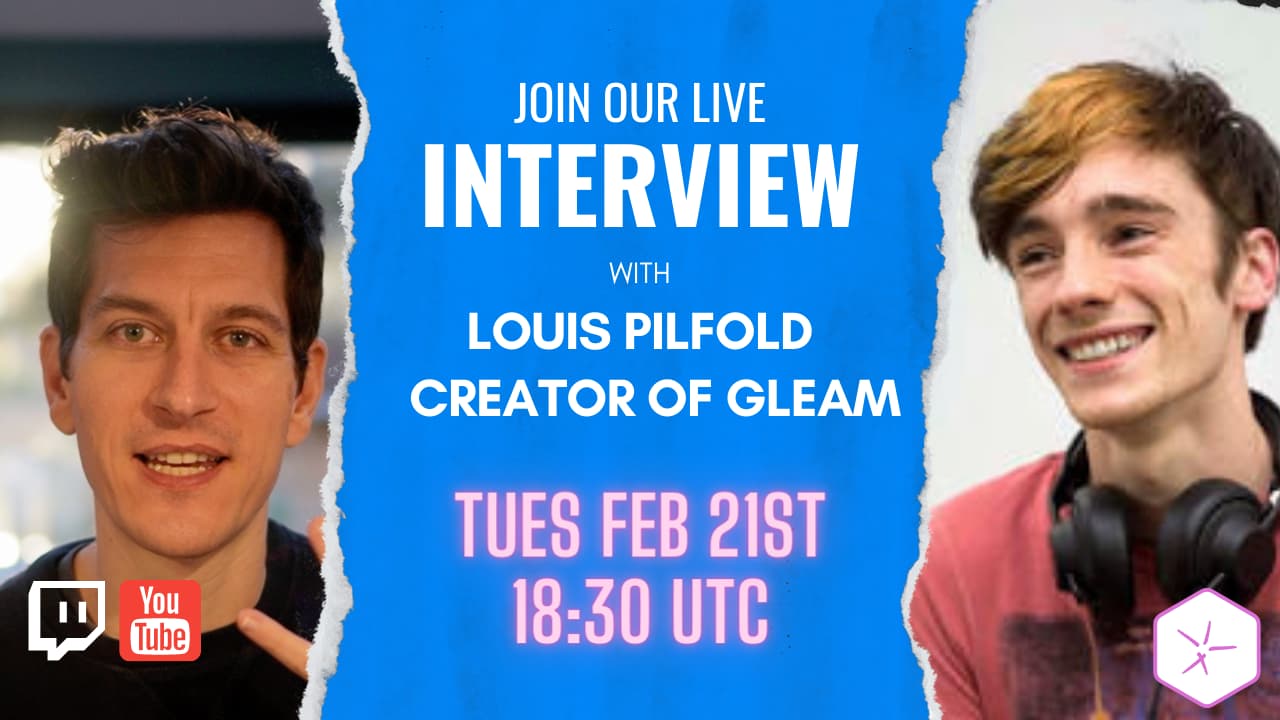 JOIN OUR LIVE
INTERVIEW
WITH
LOUIS PILFOLD
CREATOR OF GLEAM
TUES FEB 21ST
18:30 UTC
You
Tube